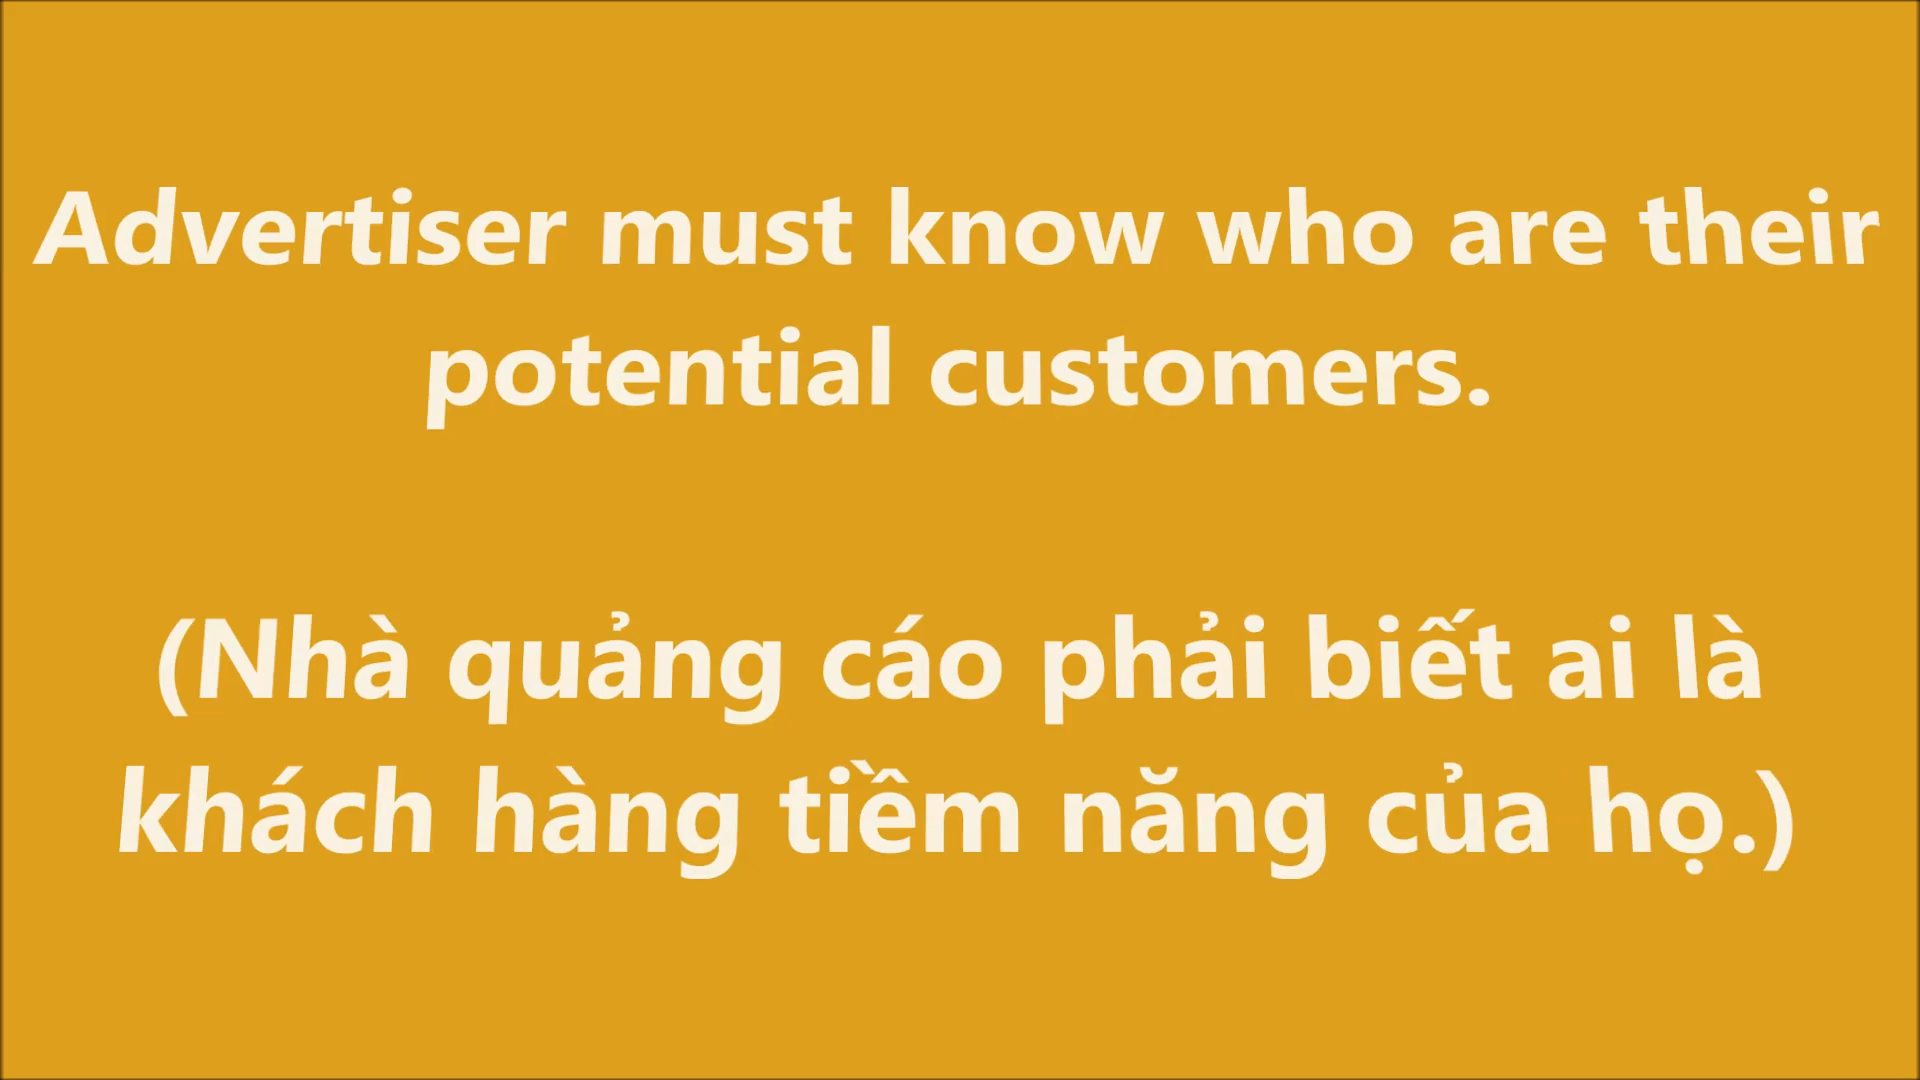 Advertiser must know who are their
potential customers.
(Nhà quảng cáo phải biết ai là
khách hàng tiềm năng của họ.)